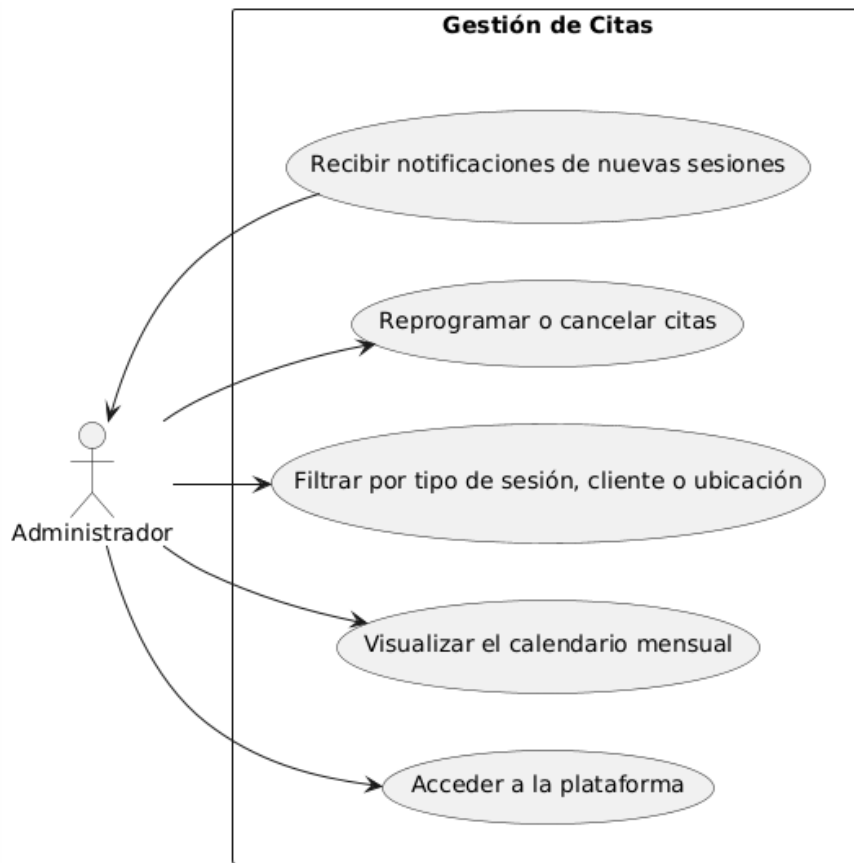 Gestión de Citas
Recibir notificaciones de nuevas sesiones
Reprogramar o cancelar citas
Filtrar por tipo de sesión, cliente o ubicación
Administrador
Visualizar el calendario mensual
Acceder a la plataforma